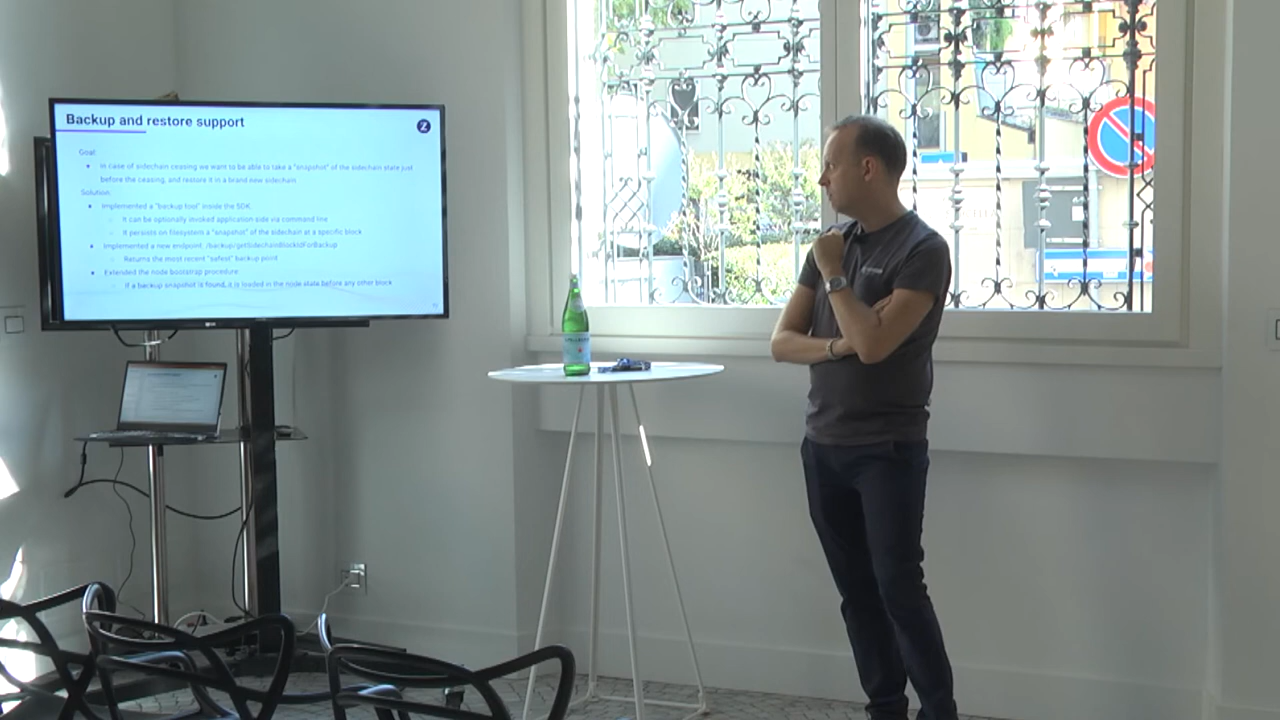 Backup and restore support
Goal:
In case of sidechain ceasing we want to be able to take a "snapshot" of the sidechain state just
before the ceasing, and restore it in a brand new sidechain
Solution:
Implemented a "backup tool" inside the SDK
It can be optionally invoked application side via command line
It persists on filesystem a "snapshot" of the sidechain at a specific block
Implemented a new endpoint: /backup/getSidechainBlockIdForBackup
Returns the most recent "safest" backup point
Extended the node bootstrap procedure:
If a backup snapshot is found, it is loaded in the node state before any other block